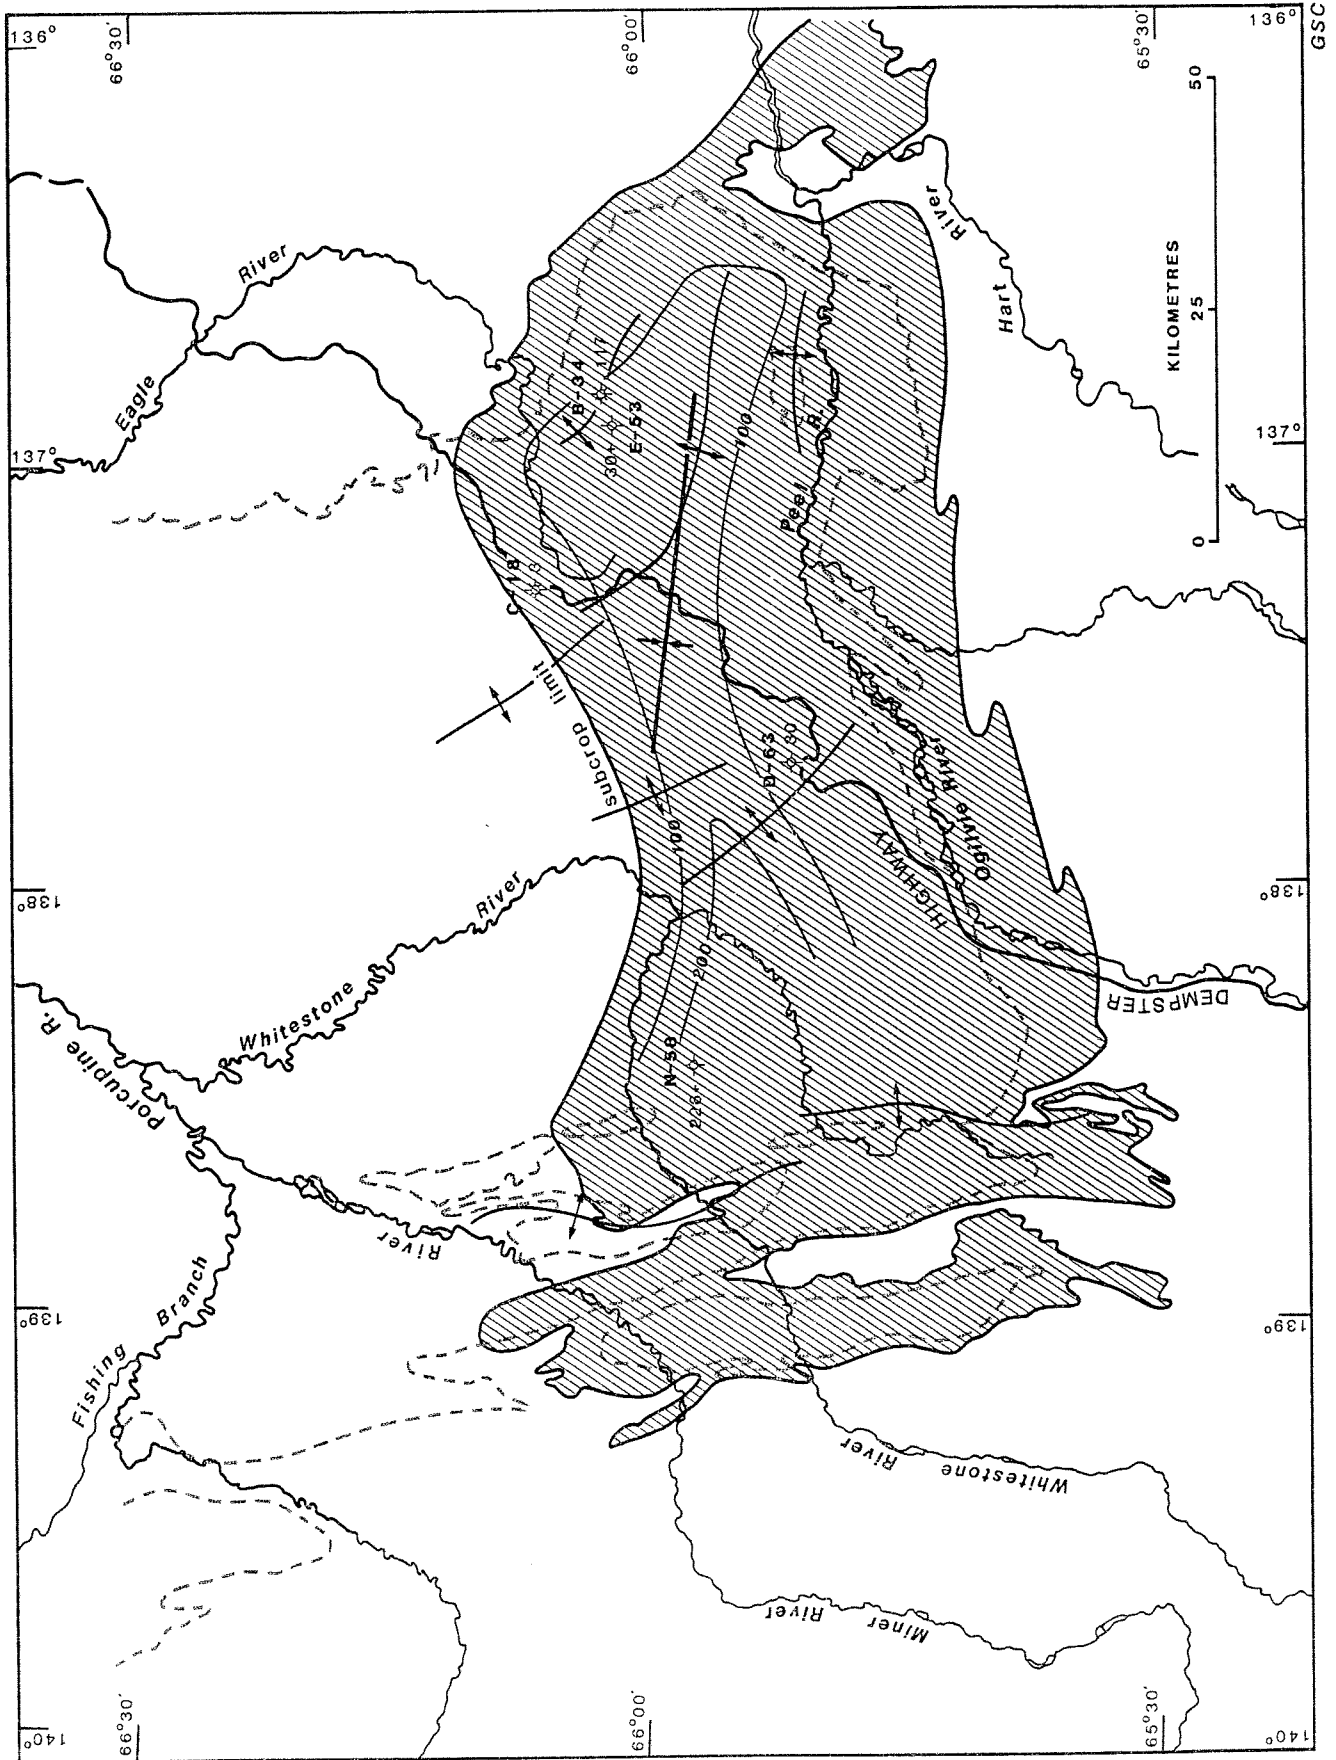 136°
66°30'
66°00'
65°30'
136°
GSC
50
25
0
KILOMETRES
River
Eagle
137°
B-34
117
30+
E-53
100
Peel
R.
River
Hart
137°
C-18
3
subcrop limit
D-63
30
100
Ogilvie River
HIGHWAY
DEMPSTER
138°
138°
River
Whitestone
Porcupine R.
N-58
226+
200
River
Branch
Fishing
139°
139°
River
Whitestone
River
Miner
140°
66°30'
66°00'
65°30'
140°